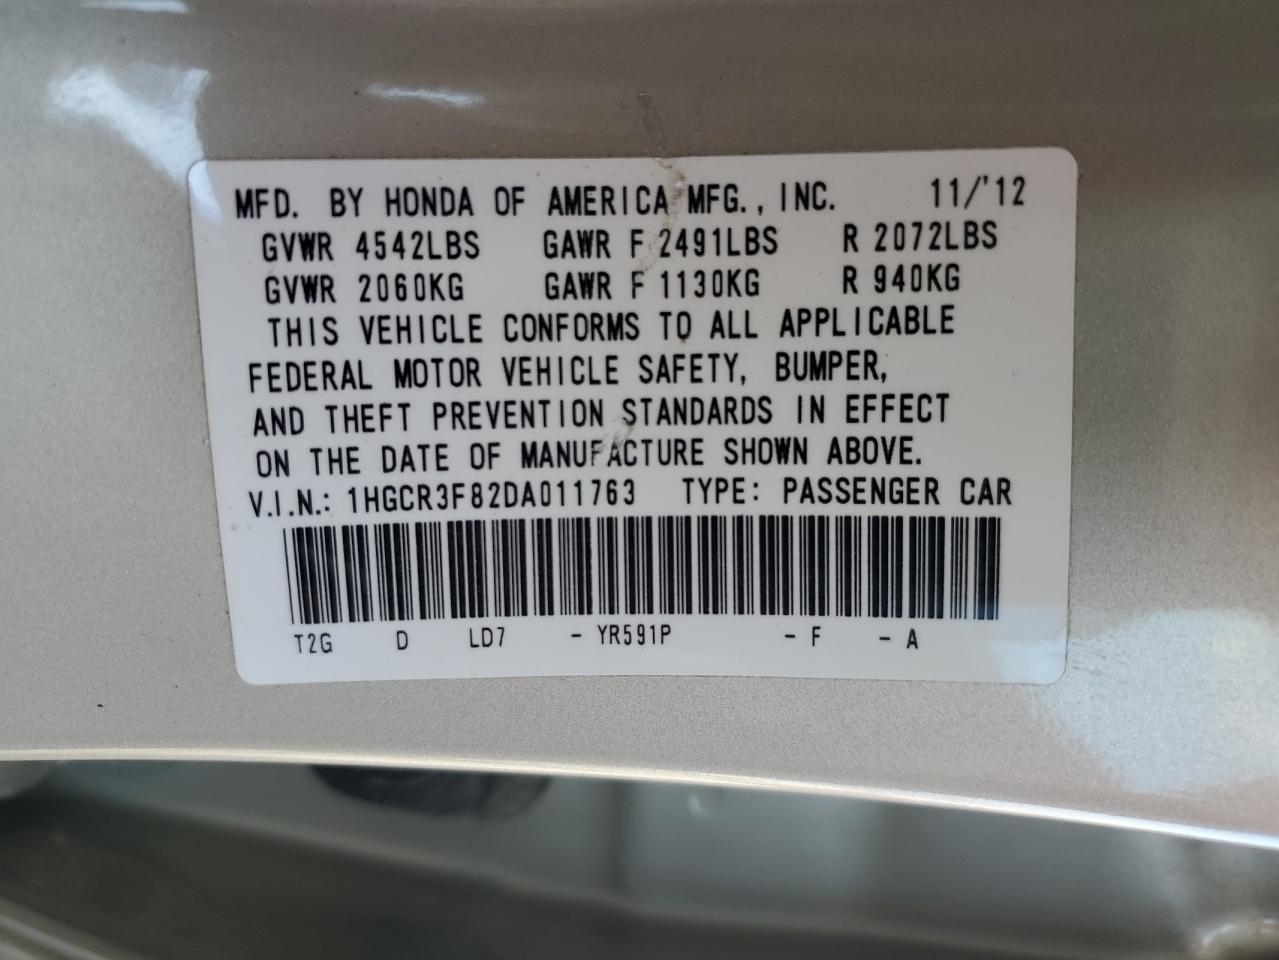 MFD. BY HONDA OF AMERICA MFG., INC. 11/'12
GVWR 4542LBS GAWR F 2491LBS R 2072LBS
GVWR 2060KG GAWR F 1130KG R 940KG
THIS VEHICLE CONFORMS TO ALL APPLICABLE
FEDERAL MOTOR VEHICLE SAFETY, BUMPER,
AND THEFT PREVENTION STANDARDS IN EFFECT
ON THE DATE OF MANUFACTURE SHOWN ABOVE.
V.I.N.: 1HGCR3F82DA011763 TYPE: PASSENGER CAR
T2G D LD7 - YR591P - F - A